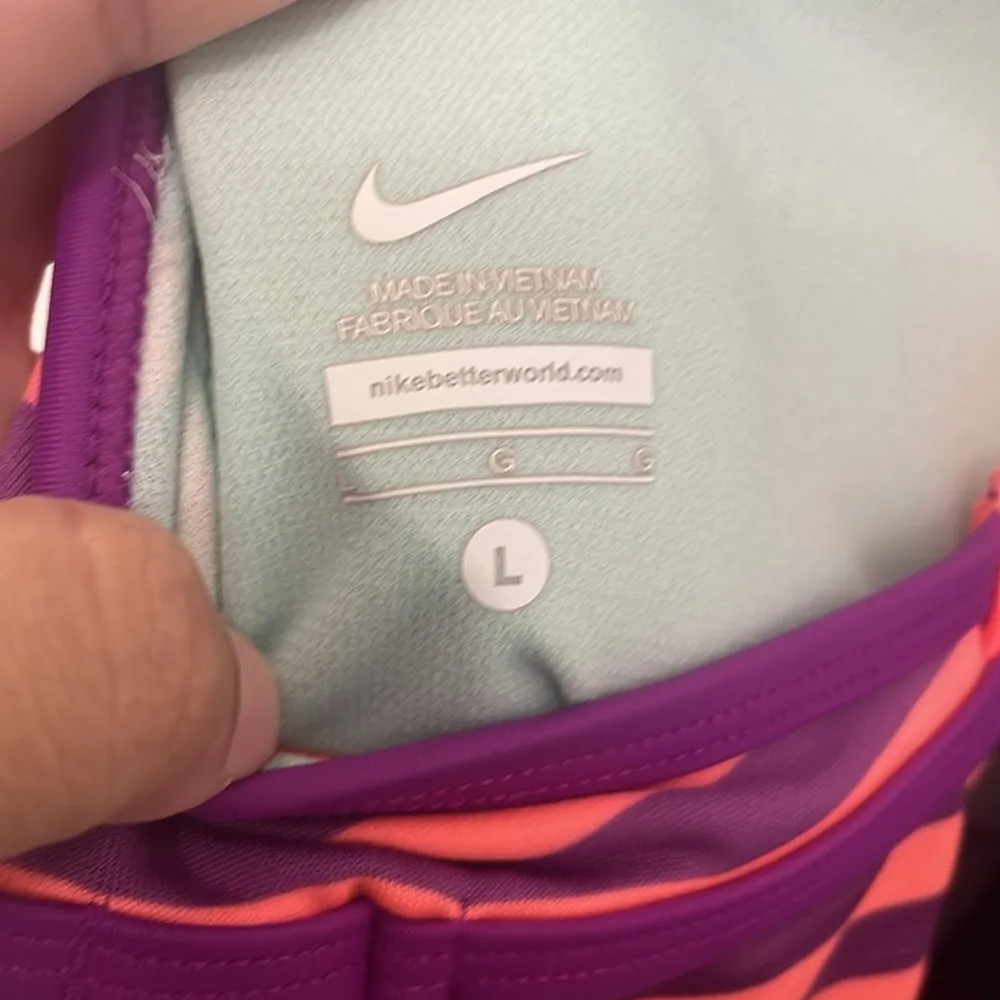 MADE IN VIETNAM
FABRIQUE AU VIETNAM
nikebetterworld.com
L G G
L